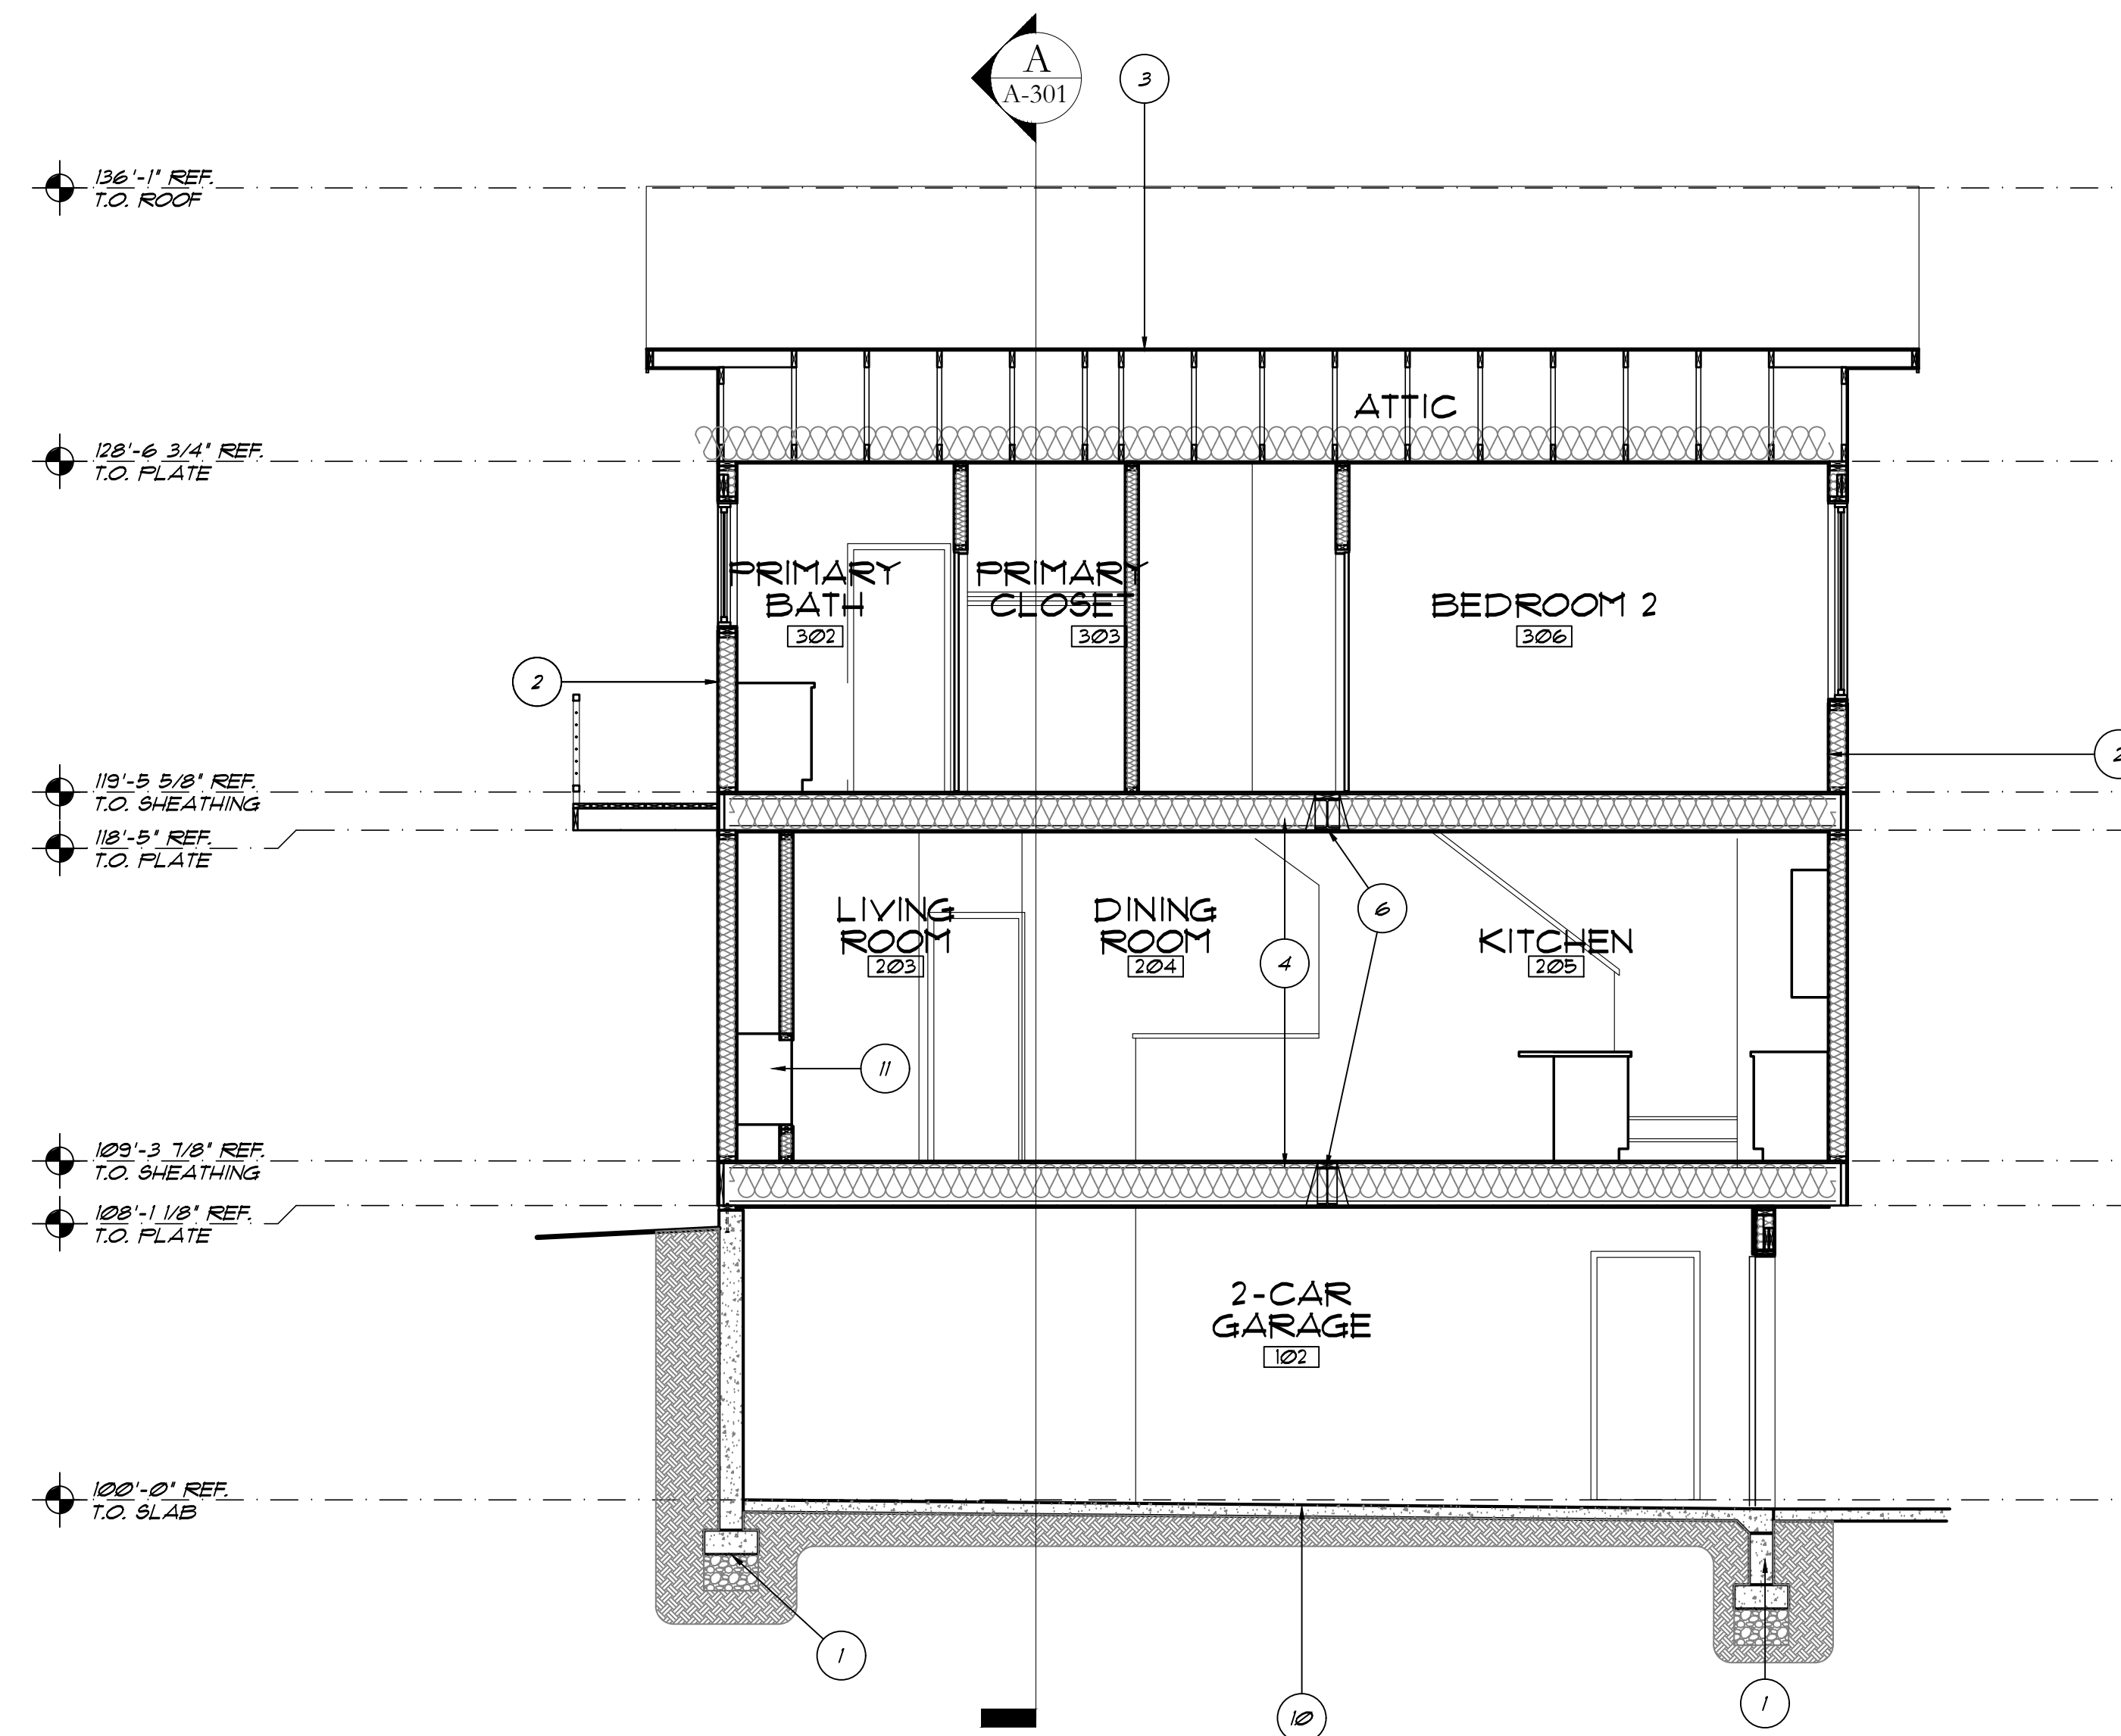 A
A-301
3
136'-1" REF.
T.O. ROOF
ATTIC
128'-6 3/4" REF.
T.O. PLATE
PRIMARY
BATH
302
PRIMARY
CLOSET
303
BEDROOM 2
306
2
2
119'-5 5/8" REF.
T.O. SHEATHING
118'-5" REF.
T.O. PLATE
LIVING
ROOM
203
DINING
ROOM
204
6
4
KITCHEN
205
11
109'-3 7/8" REF.
T.O. SHEATHING
108'-1 1/8" REF.
T.O. PLATE
2-CAR
GARAGE
102
100'-0" REF.
T.O. SLAB
1
10
1